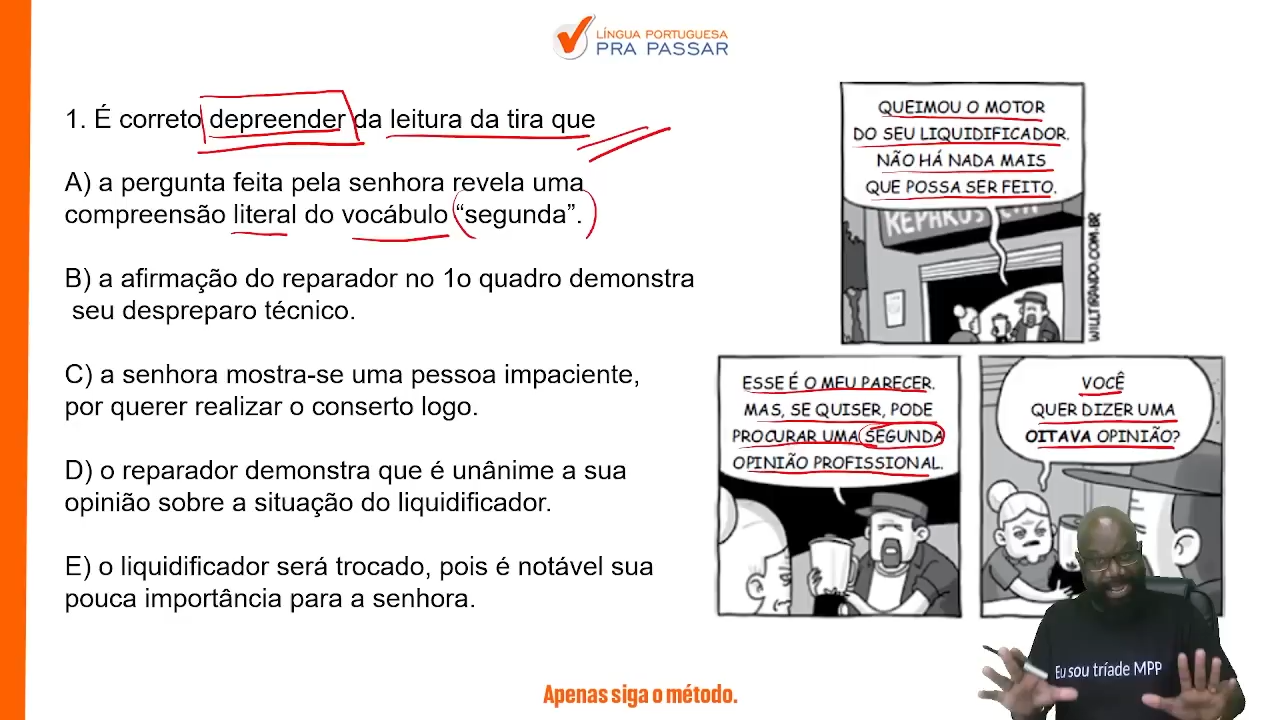 LÍNGUA PORTUGUESA
PRA PASSAR
1. É correto depreender da leitura da tira que
A) a pergunta feita pela senhora revela uma
compreensão literal do vocábulo “segunda”.
B) a afirmação do reparador no 1o quadro demonstra
seu despreparo técnico.
C) a senhora mostra-se uma pessoa impaciente,
por querer realizar o conserto logo.
D) o reparador demonstra que é unânime a sua
opinião sobre a situação do liquidificador.
E) o liquidificador será trocado, pois é notável sua
pouca importância para a senhora.
QUEIMOU O MOTOR
DO SEU LIQUIDIFICADOR.
NÃO HÁ NADA MAIS
QUE POSSA SER FEITO.
WILLTIRANDO.COM.BR
ESSE É O MEU PARECER.
MAS, SE QUISER, PODE
PROCURAR UMA SEGUNDA
OPINIÃO PROFISSIONAL.
VOCÊ
QUER DIZER UMA
OITAVA OPINIÃO?
Eu sou tríade MPP
Apenas siga o método.